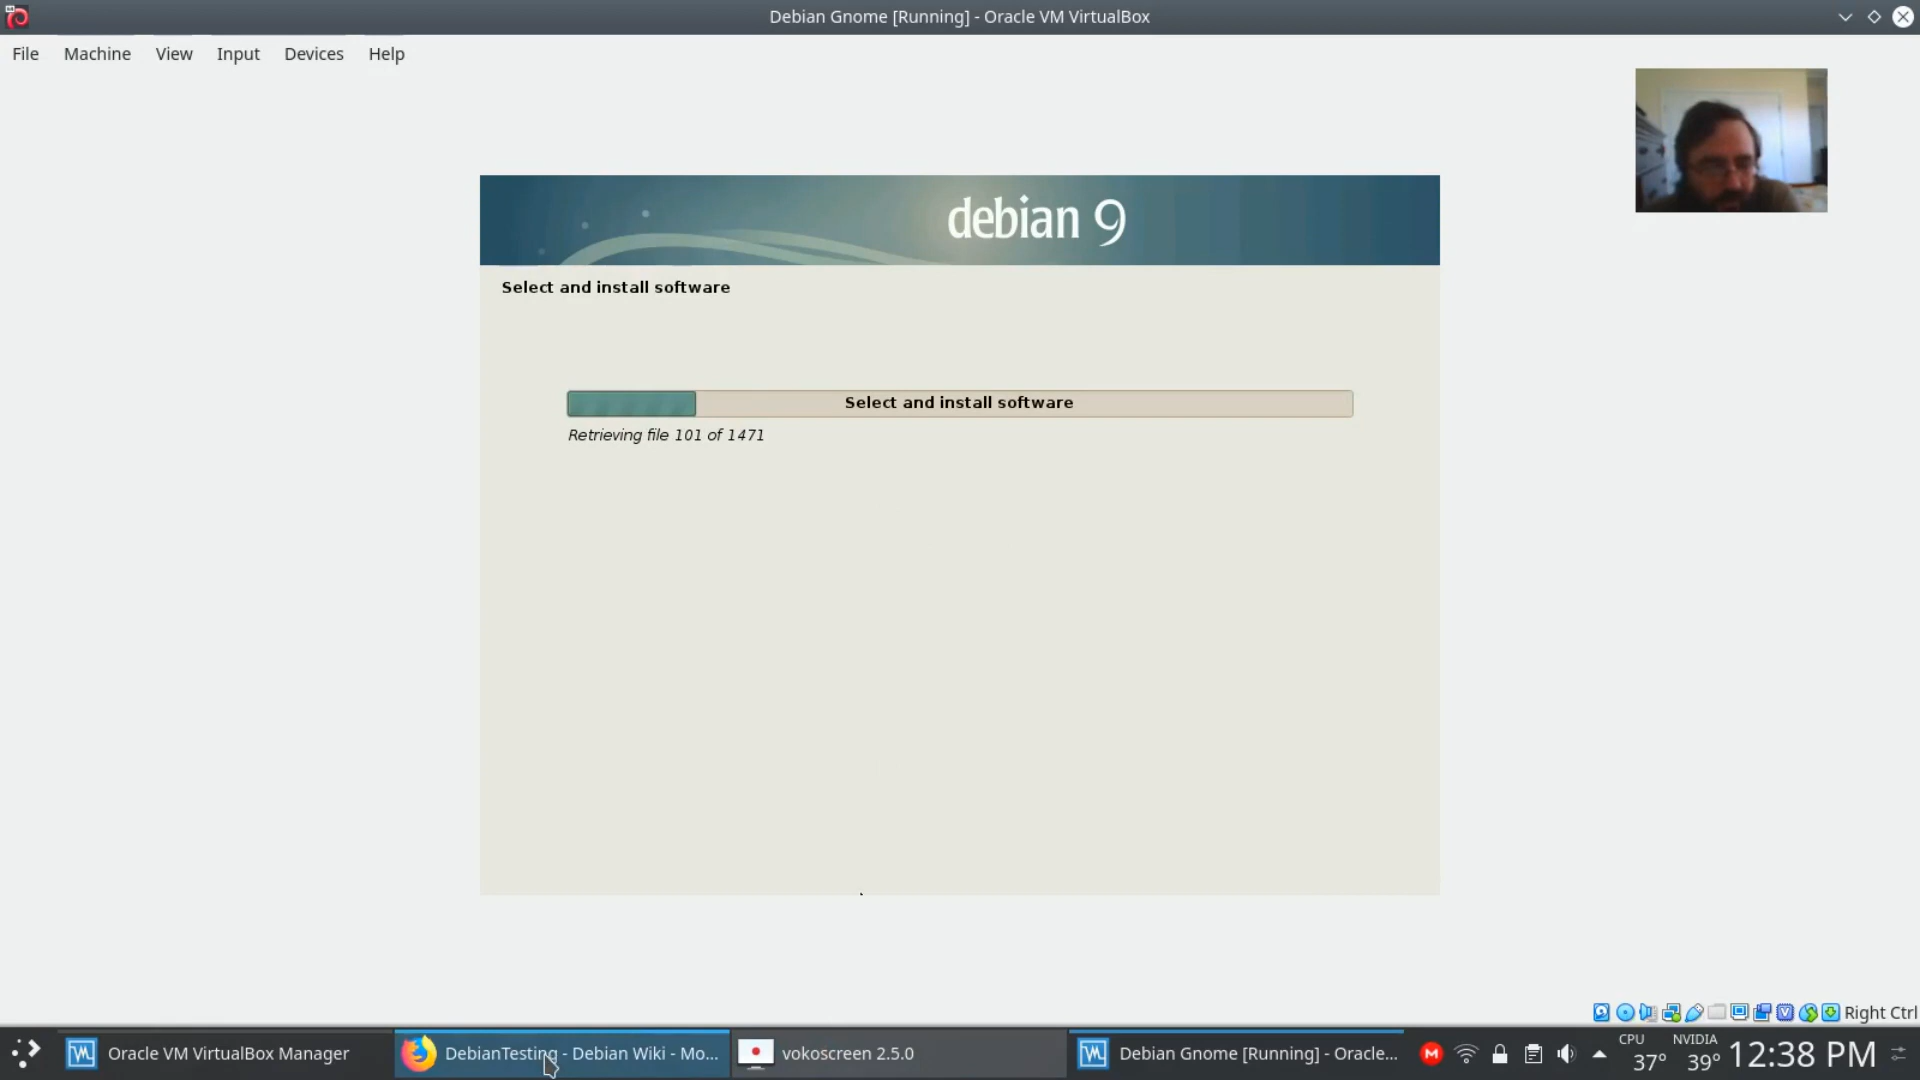 Debian Gnome [Running] - Oracle VM VirtualBox
File Machine View Input Devices Help
debian 9
Select and install software
Select and install software
Retrieving file 101 of 1471
Right Ctrl
Oracle VM VirtualBox Manager
DebianTesting - Debian Wiki - Mo...
vokoscreen 2.5.0
Debian Gnome [Running] - Oracle...
M
CPU
37°
NVIDIA
39°
12:38 PM